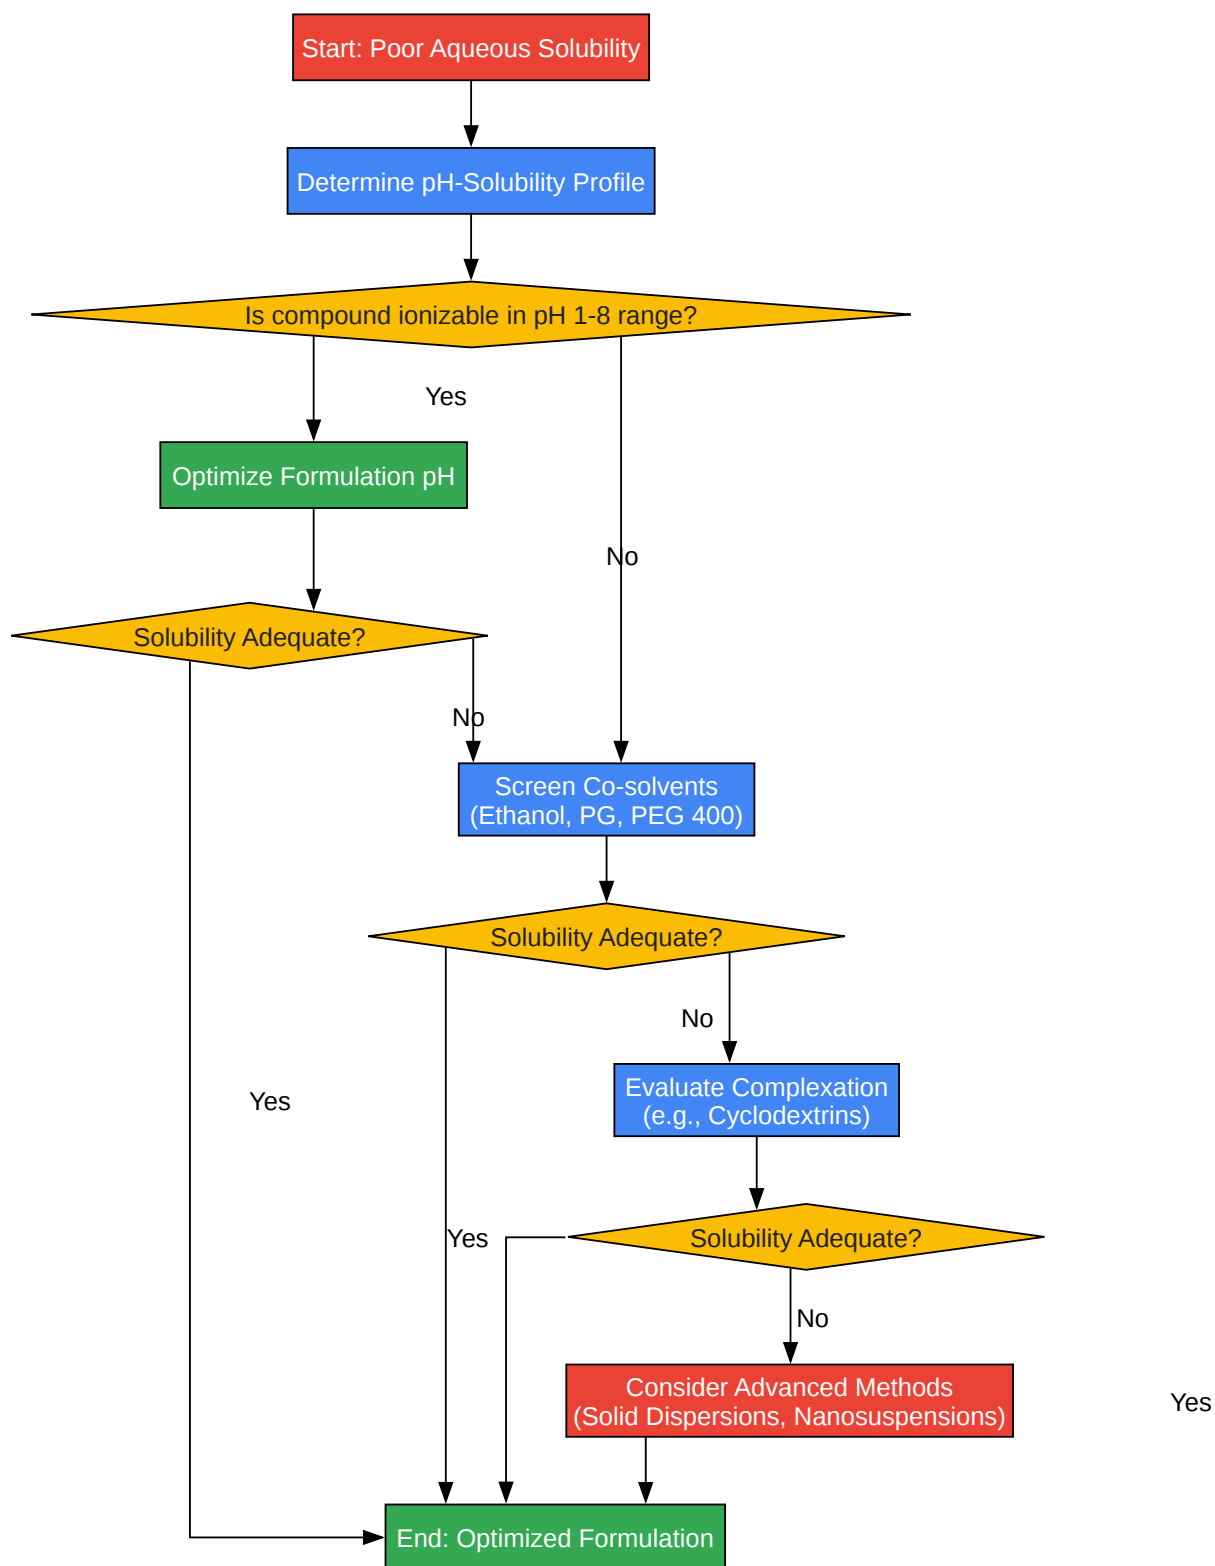 Start: Poor Aqueous Solubility
Determine pH-Solubility Profile
Is compound ionizable in pH 1-8 range?
Yes
Optimize Formulation pH
No
Solubility Adequate?
No
Screen Co-solvents
(Ethanol, PG, PEG 400)
Solubility Adequate?
No
Evaluate Complexation
(e.g., Cyclodextrins)
Yes
Yes
Solubility Adequate?
No
Consider Advanced Methods
(Solid Dispersions, Nanosuspensions)
Yes
End: Optimized Formulation